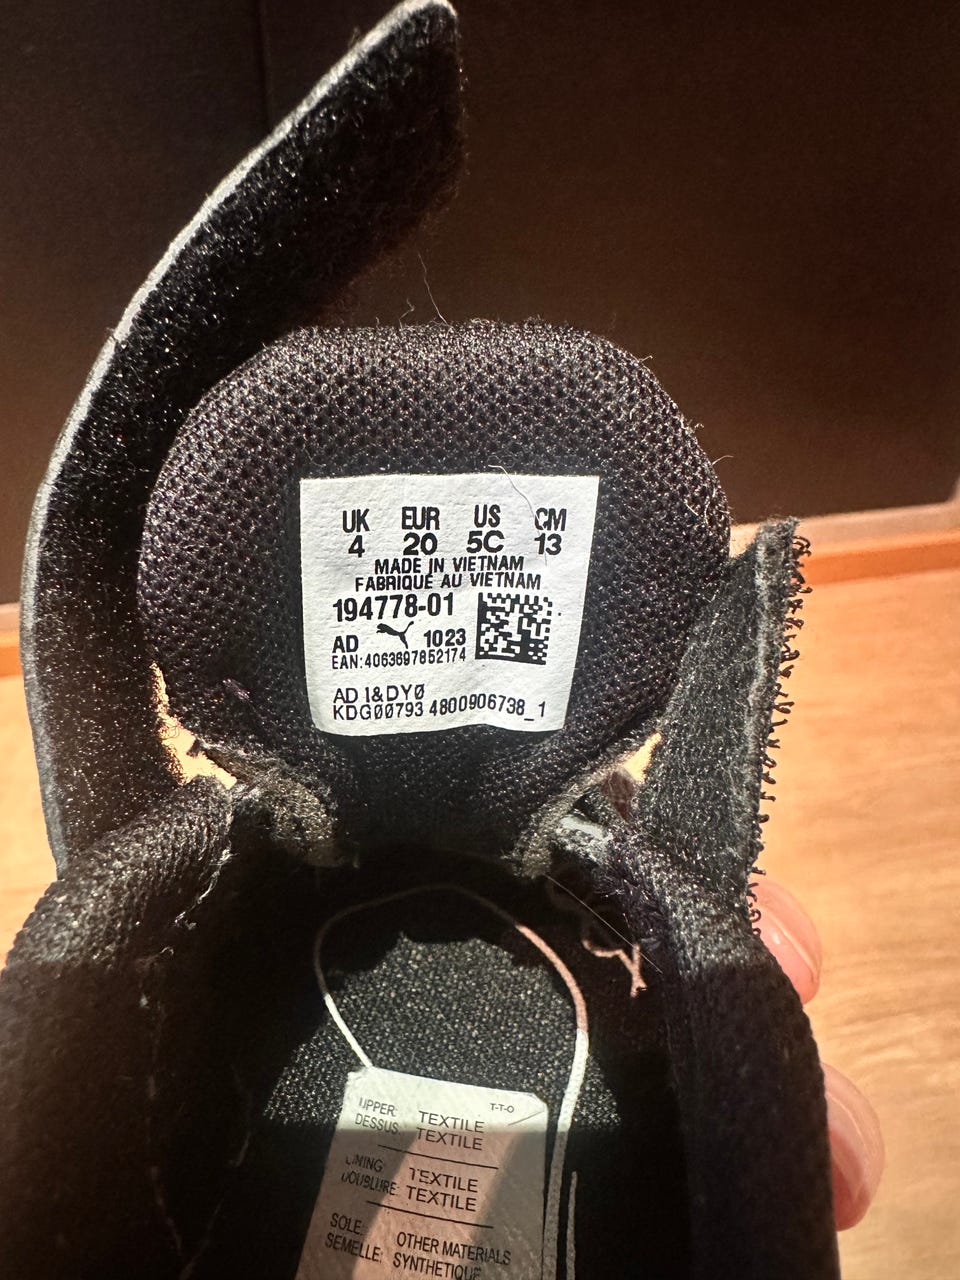 UK EUR US CM
4 20 5C 13
MADE IN VIETNAM
FABRIQUE AU VIETNAM
194778-01
AD 1023
EAN:4063697852174
AD I&DYØ
KDGØØ793 4800906738_1
T-T-O
UPPER: TEXTILE
DESSUS: TEXTILE
LINING: TEXTILE
DOUBLURE: TEXTILE
SOLE: OTHER MATERIALS
SEMELLE: SYNTHETIQUE